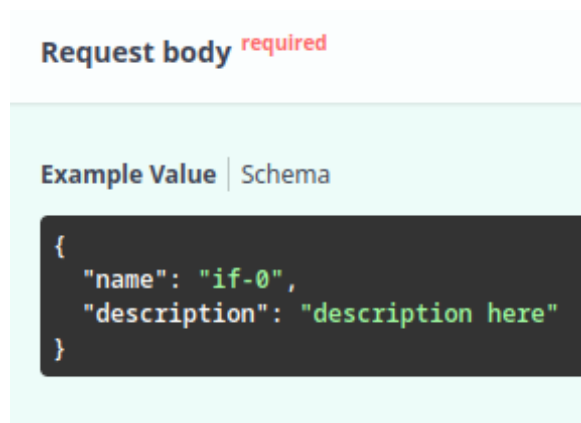 Request body required
Example Value | Schema
{
"name": "if-0",
"description": "description here"
}